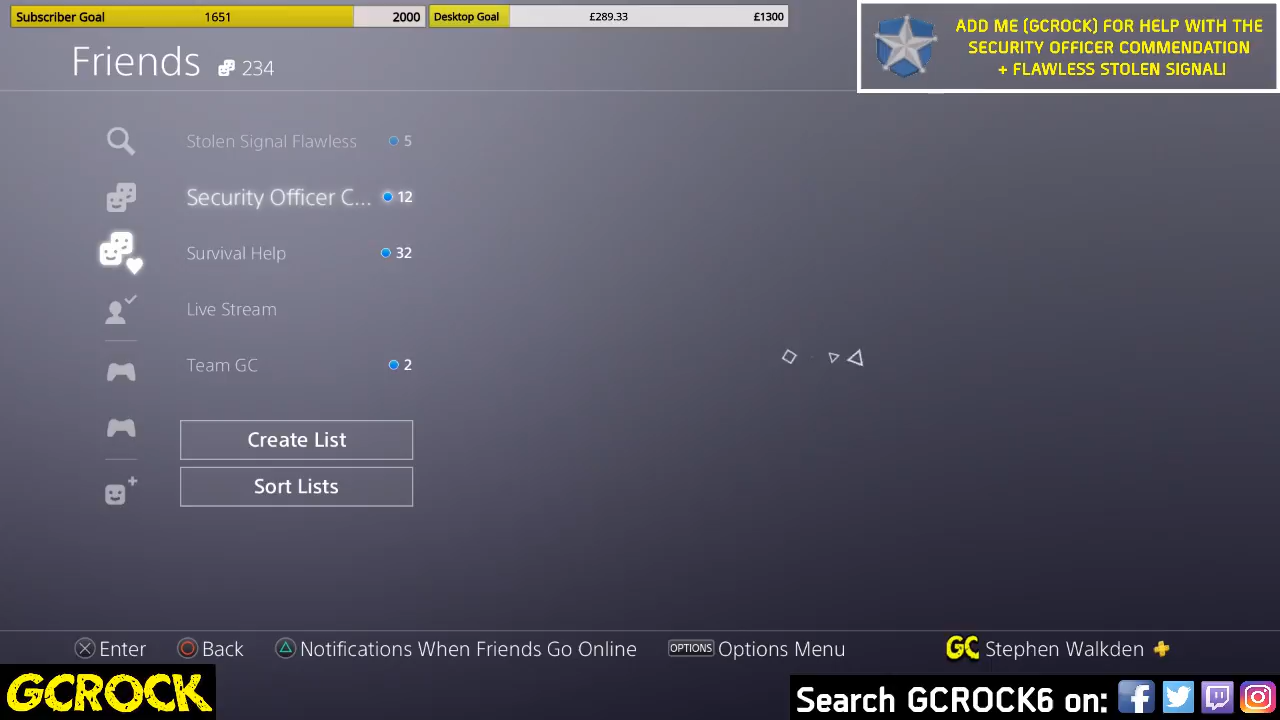 Subscriber Goal 1651 2000 Desktop Goal £289.33 £1300
ADD ME (GCROCK) FOR HELP WITH THE
SECURITY OFFICER COMMENDATION
+ FLAWLESS STOLEN SIGNAL!
Friends 234
Stolen Signal Flawless 5
Security Officer C... 12
Survival Help 32
Live Stream
Team GC 2
Create List
Sort Lists
Enter Back Notifications When Friends Go Online OPTIONS Options Menu GC Stephen Walkden
GCROCK
Search GCROCK6 on: